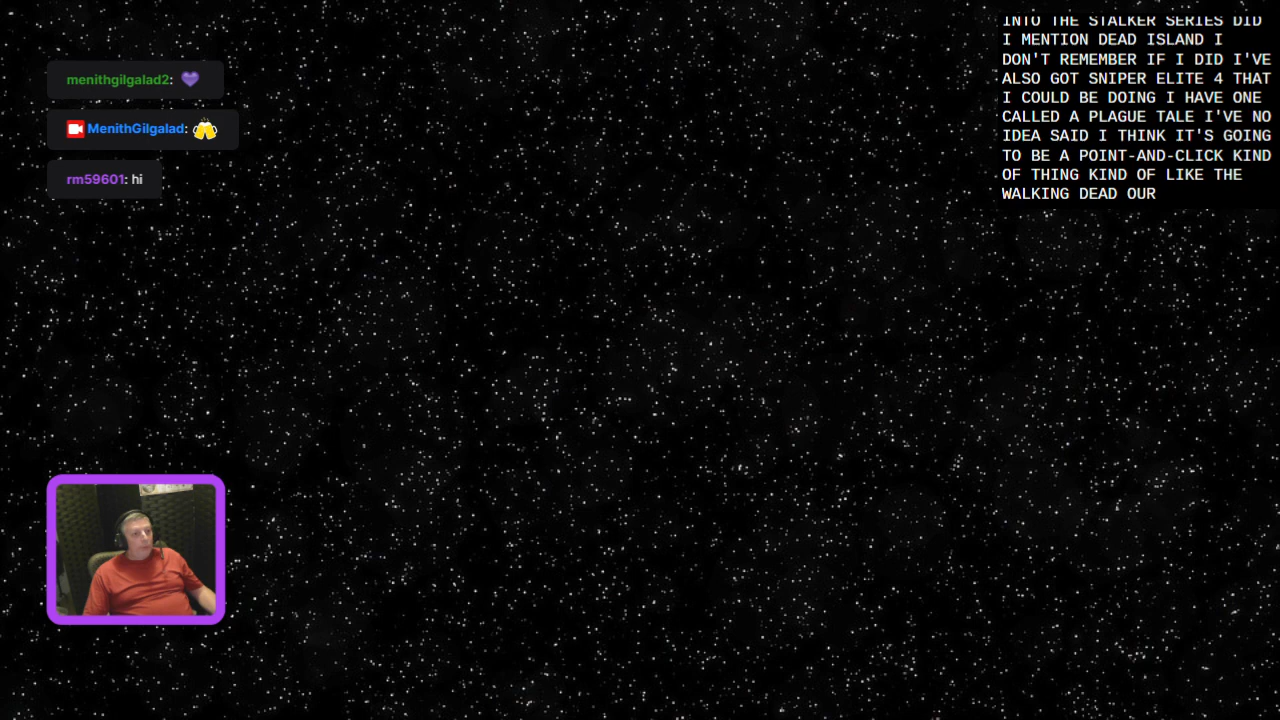 menithgilgalad2:
MenithGilgalad:
rm59601: hi
INTO THE STALKER SERIES DID
I MENTION DEAD ISLAND I
DON'T REMEMBER IF I DID I'VE
ALSO GOT SNIPER ELITE 4 THAT
I COULD BE DOING I HAVE ONE
CALLED A PLAGUE TALE I'VE NO
IDEA SAID I THINK IT'S GOING
TO BE A POINT-AND-CLICK KIND
OF THING KIND OF LIKE THE
WALKING DEAD OUR